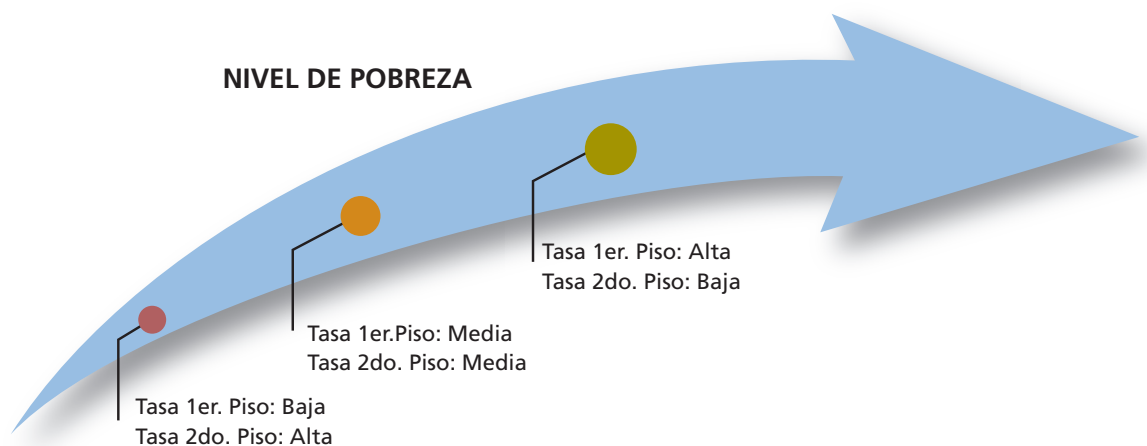 NIVEL DE POBREZA
Tasa 1er. Piso: Alta
Tasa 2do. Piso: Baja
Tasa 1er.Piso: Media
Tasa 2do. Piso: Media
Tasa 1er. Piso: Baja
Tasa 2do. Piso: Alta